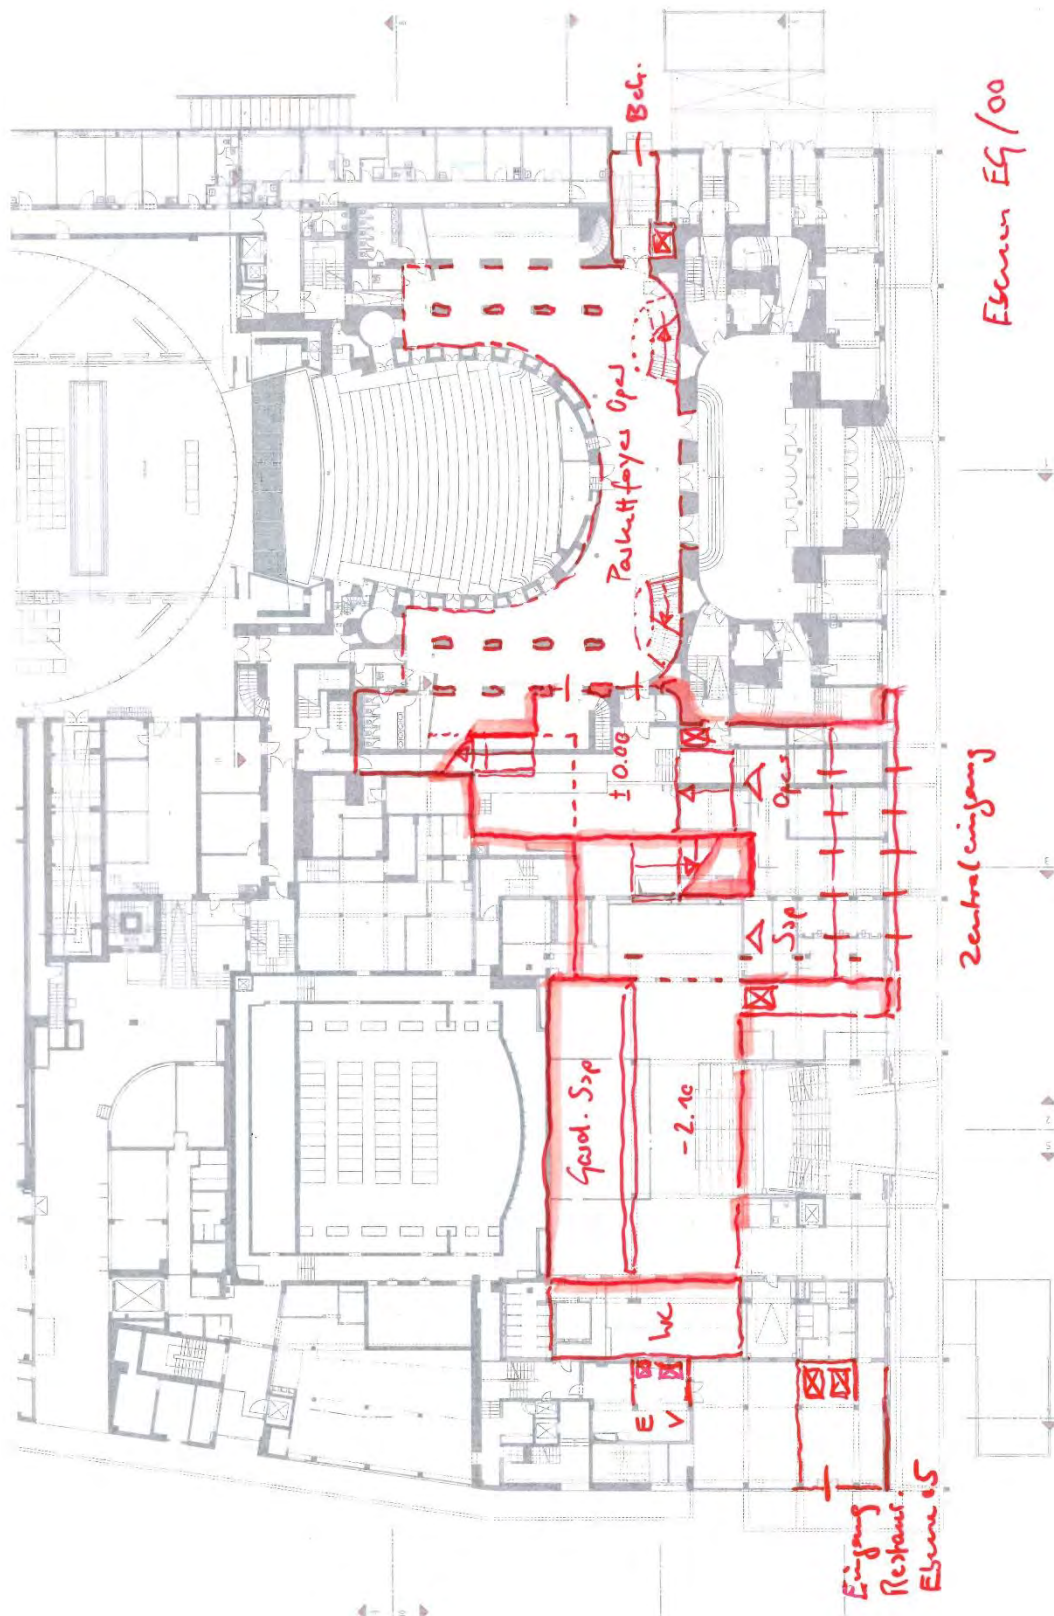 Ebene EG/00
Beh.
Parkettfoyer Oper
± 0.00
Oper
Ssp
Zentraleingang
Gard. Ssp
-2.10
WC
E
V
Eingang
Restaur.
Ebene 05